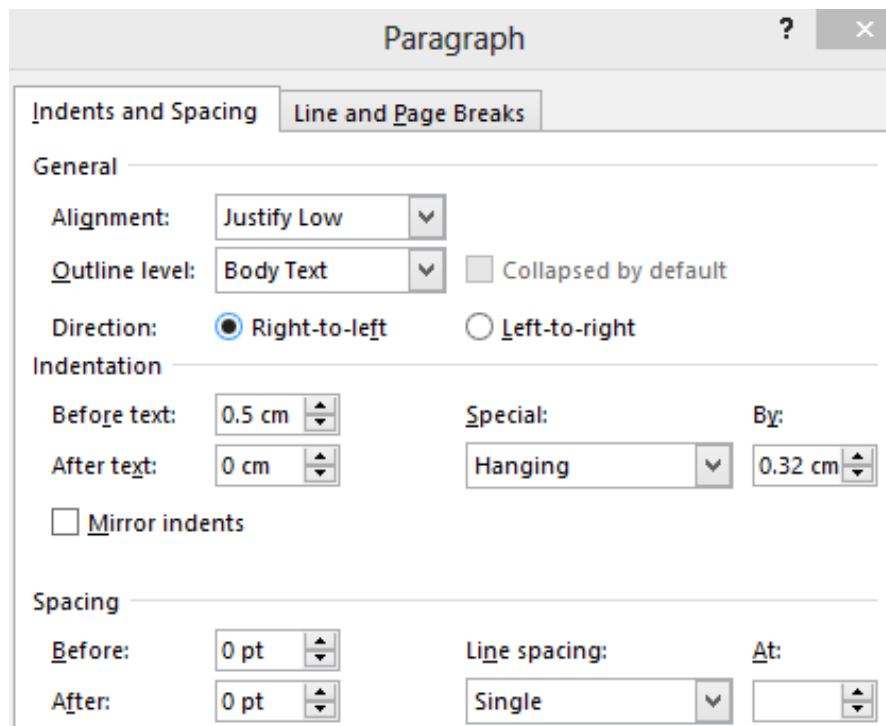 Paragraph ?
Indents and Spacing Line and Page Breaks
General
Alignment: Justify Low
Outline level: Body Text Collapsed by default
Direction: Right-to-left Left-to-right
Indentation
Before text: 0.5 cm Special: By:
After text: 0 cm Hanging 0.32 cm
Mirror indents
Spacing
Before: 0 pt Line spacing: At:
After: 0 pt Single